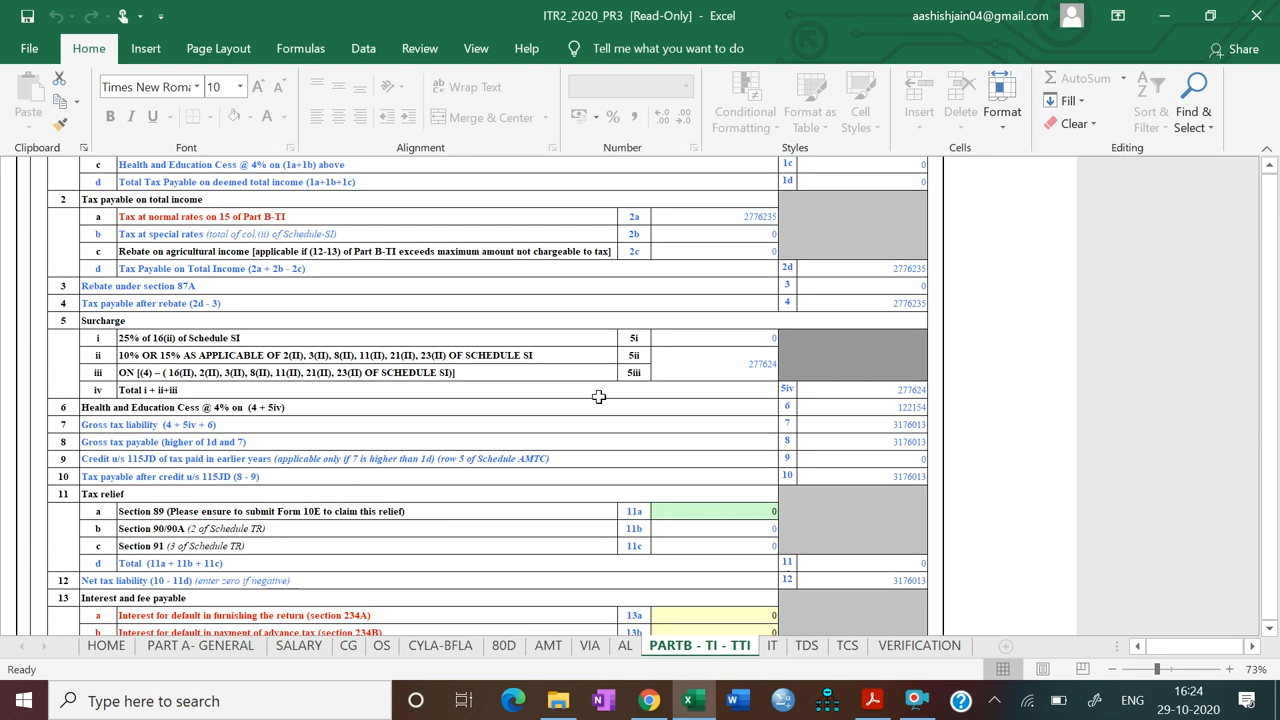 ITR2_2020_PR3 [Read-Only] - Excel
aashishjain04@gmail.com
File Home Insert Page Layout Formulas Data Review View Help Tell me what you want to do Share
Paste
Clipboard
Times New Roma 10
B I U
Font
Wrap Text
Merge & Center
Alignment
Number
Conditional Formatting
Format as Table
Cell Styles
Styles
Insert Delete Format
Cells
AutoSum
Fill
Clear
Sort & Filter
Find & Select
Editing
c Health and Education Cess @ 4% on (1a+1b) above 1c 0
d Total Tax Payable on deemed total income (1a+1b+1c) 1d 0
2 Tax payable on total income
a Tax at normal rates on 15 of Part B-TI 2a 2776235
b Tax at special rates (total of col.(ii) of Schedule-SI) 2b 0
c Rebate on agricultural income [applicable if (12-13) of Part B-TI exceeds maximum amount not chargeable to tax] 2c 0
d Tax Payable on Total Income (2a + 2b - 2c) 2d 2776235
3 Rebate under section 87A 3 0
4 Tax payable after rebate (2d - 3) 4 2776235
5 Surcharge
i 25% of 16(ii) of Schedule SI 5i 0
ii 10% OR 15% AS APPLICABLE OF 2(II), 3(II), 8(II), 11(II), 21(II), 23(II) OF SCHEDULE SI 5ii
277624
iii ON [(4) – ( 16(II), 2(II), 3(II), 8(II), 11(II), 21(II), 23(II) OF SCHEDULE SI)] 5iii
iv Total i + ii+iii 5iv 277624
6 Health and Education Cess @ 4% on (4 + 5iv) 6 122154
7 Gross tax liability (4 + 5iv + 6) 7 3176013
8 Gross tax payable (higher of 1d and 7) 8 3176013
9 Credit u/s 115JD of tax paid in earlier years (applicable only if 7 is higher than 1d) (row 5 of Schedule AMTC) 9 0
10 Tax payable after credit u/s 115JD (8 - 9) 10 3176013
11 Tax relief
a Section 89 (Please ensure to submit Form 10E to claim this relief) 11a 0
b Section 90/90A (2 of Schedule TR) 11b 0
c Section 91 (3 of Schedule TR) 11c 0
d Total (11a + 11b + 11c) 11 0
12 Net tax liability (10 - 11d) (enter zero if negative) 12 3176013
13 Interest and fee payable
a Interest for default in furnishing the return (section 234A) 13a 0
b Interest for default in payment of advance tax (section 234B) 13b 0
HOME PART A- GENERAL SALARY CG OS CYLA-BFLA 80D AMT VIA AL PARTB - TI - TTI IT TDS TCS VERIFICATION
Ready 73%
Type here to search
ENG
16:24
29-10-2020